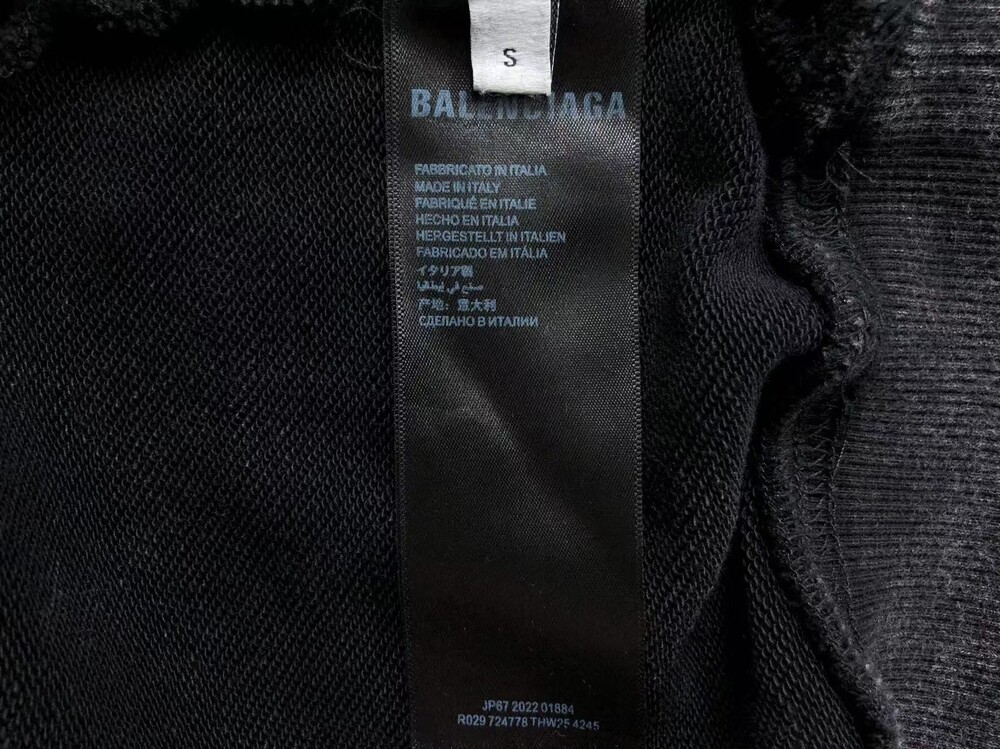 S
BALENCIAGA
FABBRICATO IN ITALIA
MADE IN ITALY
FABRIQUÉ EN ITALIE
HECHO EN ITALIA
HERGESTELLT IN ITALIEN
FABRICADO EM ITÁLIA
イタリア製
صنع في إيطاليا
产地：意大利
СДЕЛАНО В ИТАЛИИ
JP67 2022 01884
R029 724778 THW25 4245